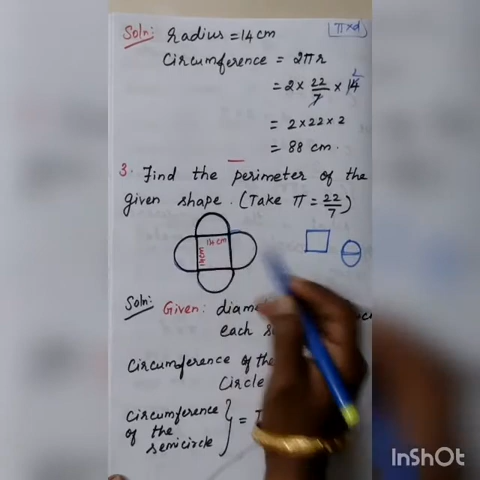 Soln: radius = 14 cm
π×d
Circumference = 2πr
= 2 × 22/7 × 14 2
= 2 × 22 × 2
= 88 cm.
3. Find the perimeter of the
given shape. (Take π = 22/7)
14 cm
14 cm
Soln: Given:
each
Circumference of the
Circle
Circumference
of the
semicircle } =
InShOt